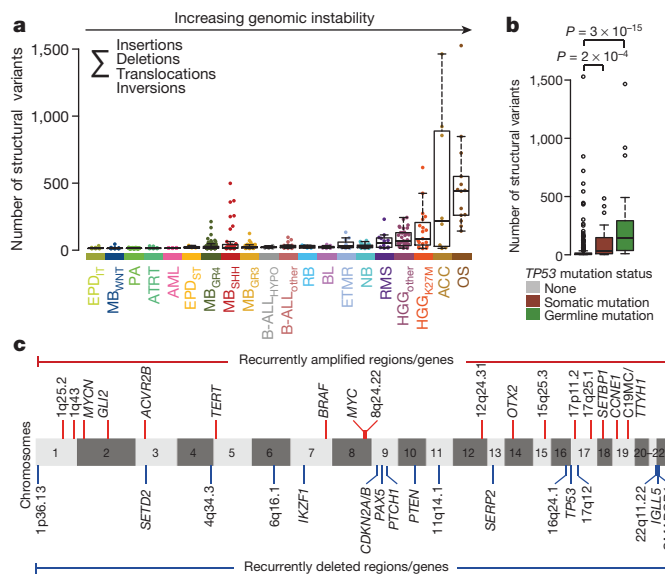 a
Increasing genomic instability
Number of structural variants
1,500
1,000
500
0
∑
Insertions
Deletions
Translocations
Inversions
EPD_IT
MB_WNT
PA
ATRT
AML
EPD_ST
MB_GR4
MB_SHH
MB_GR3
B-ALL_HYPO
B-ALL_other
RB
BL
ETMR
NB
RMS
HGG_other
HGG_K27M
ACC
OS
b
P = 3 × 10⁻¹⁵
P = 2 × 10⁻⁴
Number of structural variants
1,500
1,000
500
0
TP53 mutation status
None
Somatic mutation
Germline mutation
c
Recurrently amplified regions/genes
1q25.2
1q43
MYCN
GLI2
ACVR2B
TERT
BRAF
MYC
8q24.22
12q24.31
OTX2
15q25.3
17p11.2
17q25.1
SETBP1
CCNE1
C19MC/
TTYH1
Chromosomes
1 2 3 4 5 6 7 8 9 10 11 12 13 14 15 16 17 18 19 20–22
1p36.13
SETD2
4q34.3
6q16.1
IKZF1
CDKN2A/B
PAX5
PTCH1
PTEN
11q14.1
SERP2
16q24.1
TP53
17q12
22q11.22
IGLL5
Recurrently deleted regions/genes